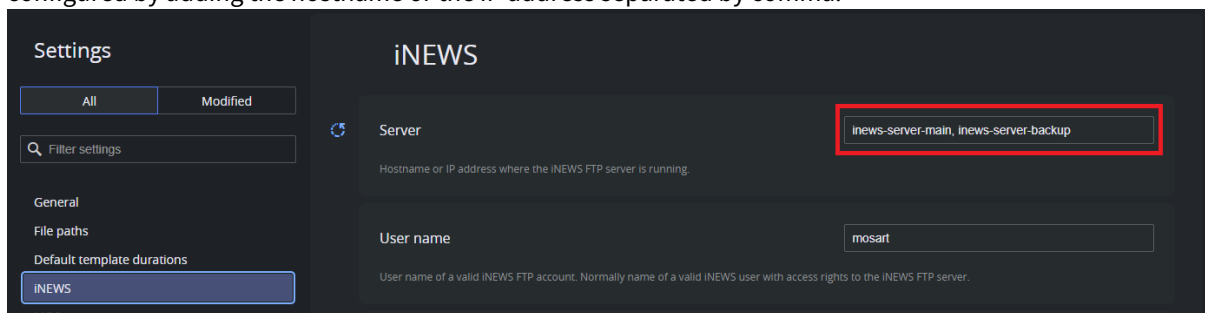 configured by adding the hostname or the IP address separated by comma.
Settings
All
Modified
Filter settings
General
File paths
Default template durations
iNEWS
iNEWS
Server
inews-server-main, inews-server-backup
Hostname or IP address where the iNEWS FTP server is running.
User name
mosart
User name of a valid iNEWS FTP account. Normally name of a valid iNEWS user with access rights to the iNEWS FTP server.